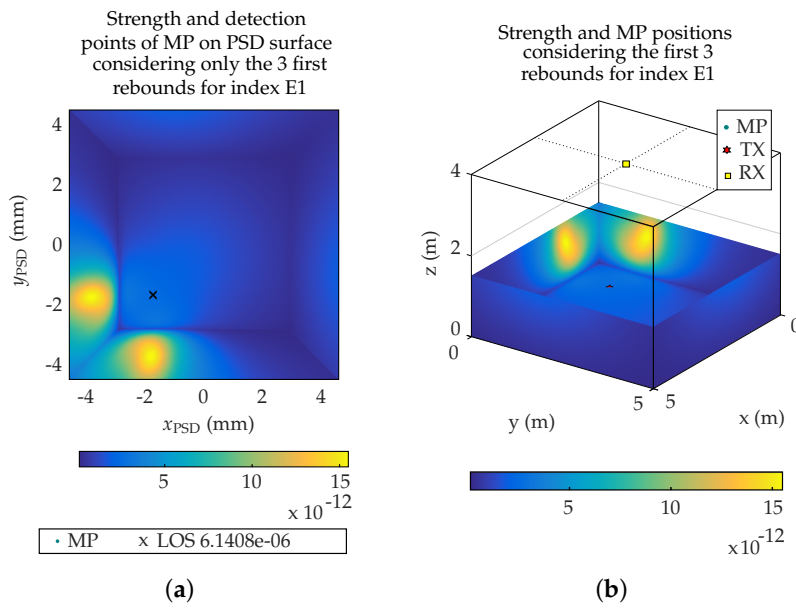 Strength and detection
points of MP on PSD surface
considering only the 3 first
rebounds for index E1
4
2
0
-2
-4
y_PSD (mm)
-4 -2 0 2 4
x_PSD (mm)
5 10 15
x 10^-12
MP x LOS 6.1408e-06
(a)
Strength and MP positions
considering the first 3
rebounds for index E1
MP
TX
RX
4
2
0
z (m)
0
5
y (m)
5
0
x (m)
5 10 15
x10^-12
(b)